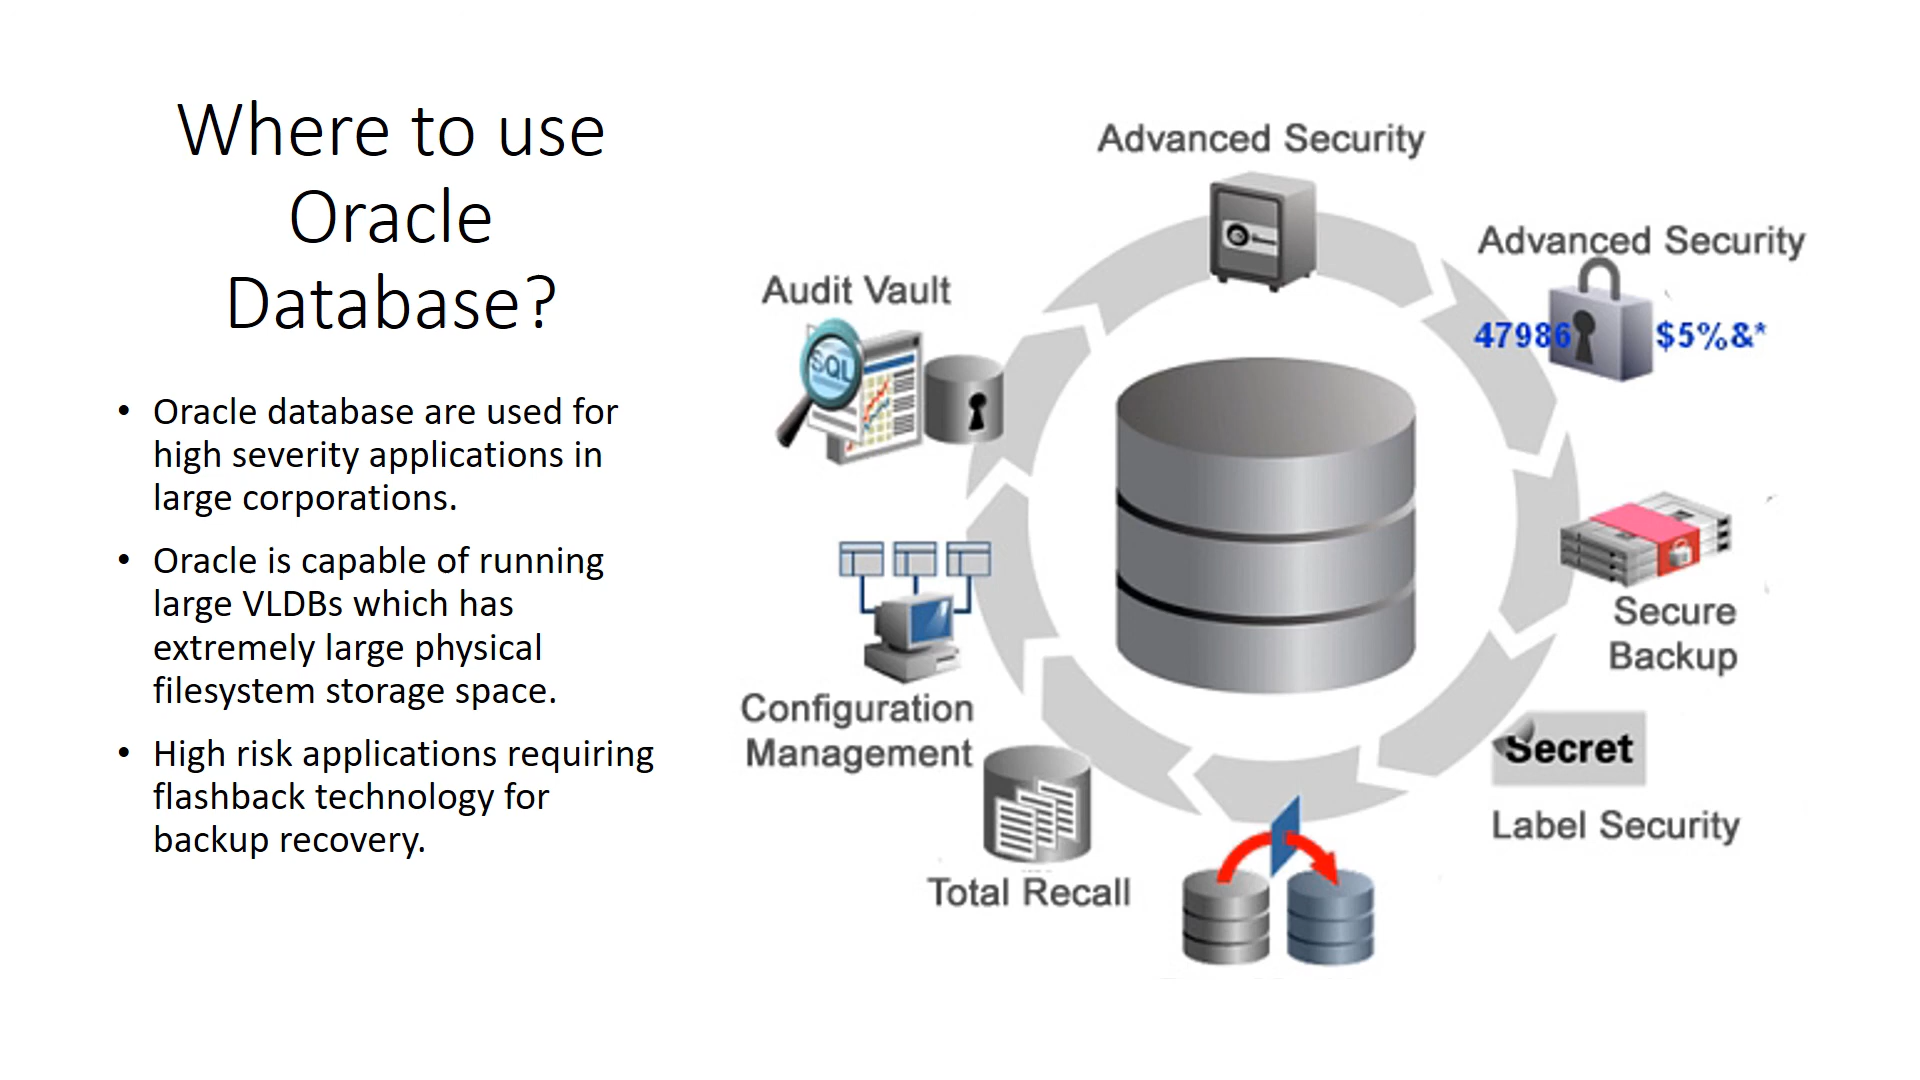 Where to use
Oracle
Database?
• Oracle database are used for
high severity applications in
large corporations.
• Oracle is capable of running
large VLDBs which has
extremely large physical
filesystem storage space.
• High risk applications requiring
flashback technology for
backup recovery.
Advanced Security
Advanced Security
47986 $5%&*
Audit Vault
SQL
Secure
Backup
Configuration
Management
Secret
Label Security
Total Recall